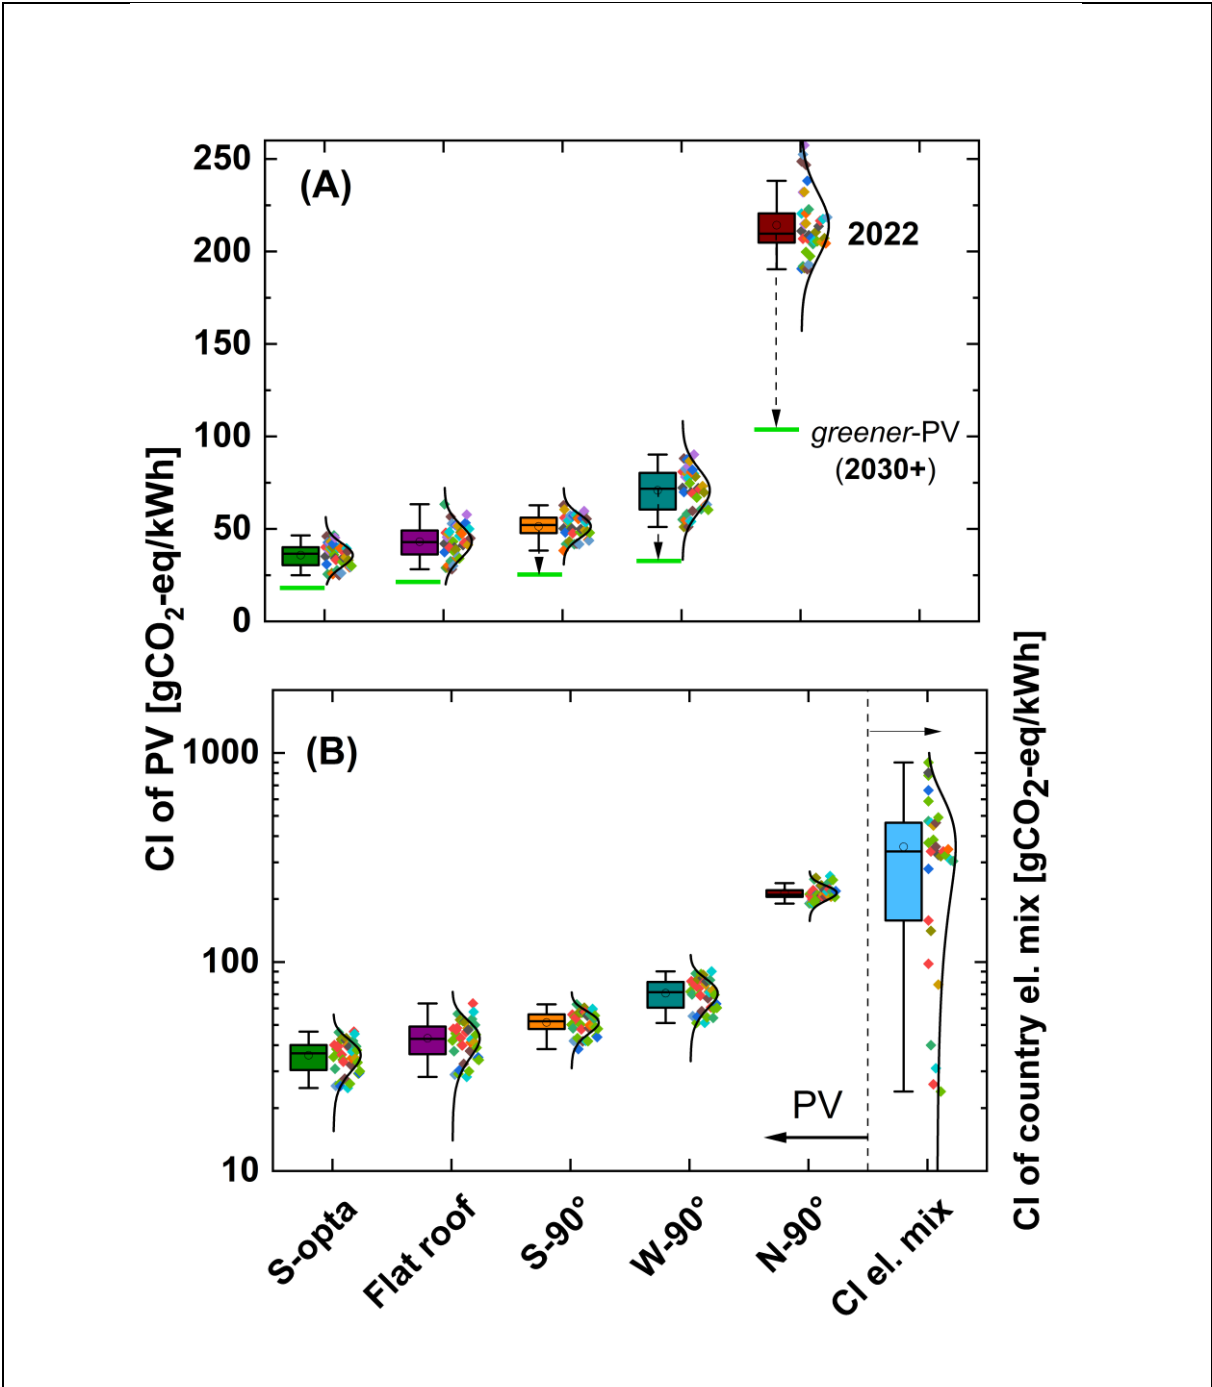 (A)
250
200
150
100
50
0
2022
greener-PV
(2030+)
CI of PV [gCO2-eq/kWh]
(B)
1000
100
10
PV
CI of country el. mix [gCO2-eq/kWh]
S-opta
Flat roof
S-90°
W-90°
N-90°
CI el. mix